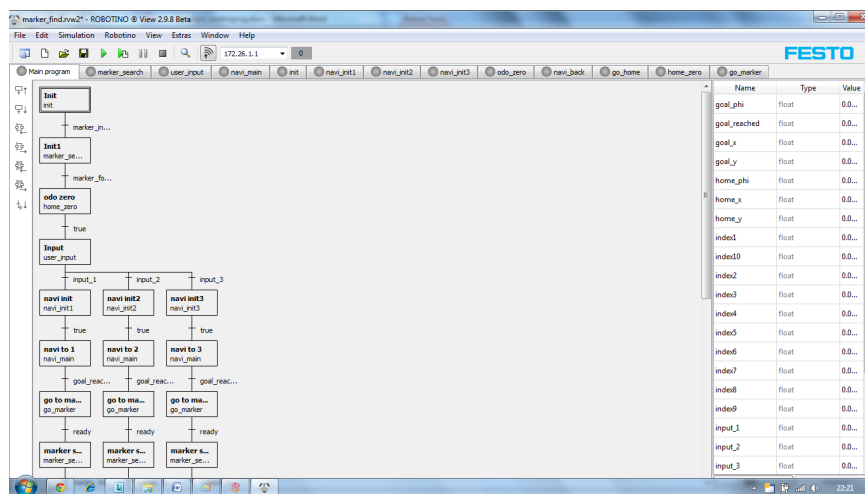 marker_find.rvw2* - ROBOTINO ® View 2.9.8 Beta
File Edit Simulation Robotino View Extras Window Help
172.26.1.1 0
FESTO
Main program marker_search user_input navi_main init navi_init1 navi_init2 navi_init3 odo_zero navi_back go_home home_zero go_marker
Init
init
marker_in...
Init1
marker_se...
marker_fo...
odo zero
home_zero
true
Input
user_input
input_1 input_2 input_3
navi init navi init2 navi init3
navi_init1 navi_init2 navi_init3
true true true
navi to 1 navi to 2 navi to 3
navi_main navi_main navi_main
goal_reac... goal_reac... goal_reac...
go to ma... go to ma... go to ma...
go_marker go_marker go_marker
ready ready ready
marker s... marker s... marker s...
marker_se... marker_se... marker_se...
Name Type Value
goal_phi float 0.0...
goal_reached float 0.0...
goal_x float 0.0...
goal_y float 0.0...
home_phi float 0.0...
home_x float 0.0...
home_y float 0.0...
index1 float 0.0...
index10 float 0.0...
index2 float 0.0...
index3 float 0.0...
index4 float 0.0...
index5 float 0.0...
index6 float 0.0...
index7 float 0.0...
index8 float 0.0...
index9 float 0.0...
input_1 float 0.0...
input_2 float 0.0...
input_3 float 0.0...
22:21